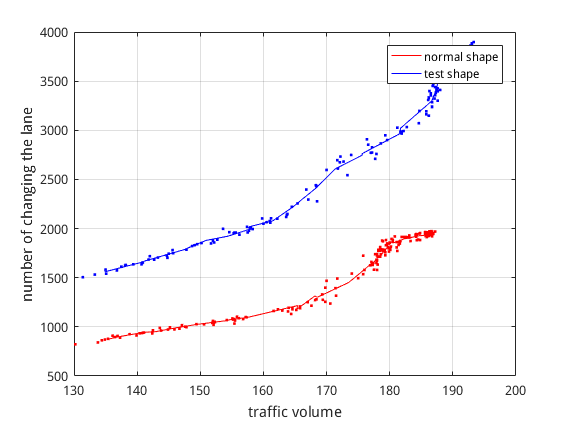 4000
3500
3000
2500
2000
1500
1000
500
number of changing the lane
normal shape
test shape
130 140 150 160 170 180 190 200
traffic volume